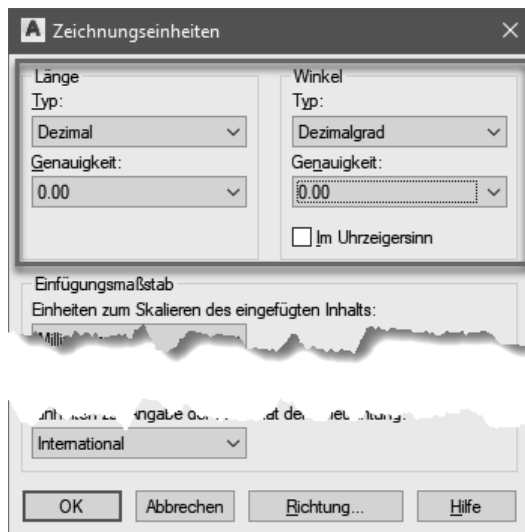 Zeichnungseinheiten
Länge
Typ:
Dezimal
Genauigkeit:
0.00
Winkel
Typ:
Dezimalgrad
Genauigkeit:
0.00
Im Uhrzeigersinn
Einfügungsmaßstab
Einheiten zum Skalieren des eingefügten Inhalts:
International
OK
Abbrechen
Richtung...
Hilfe